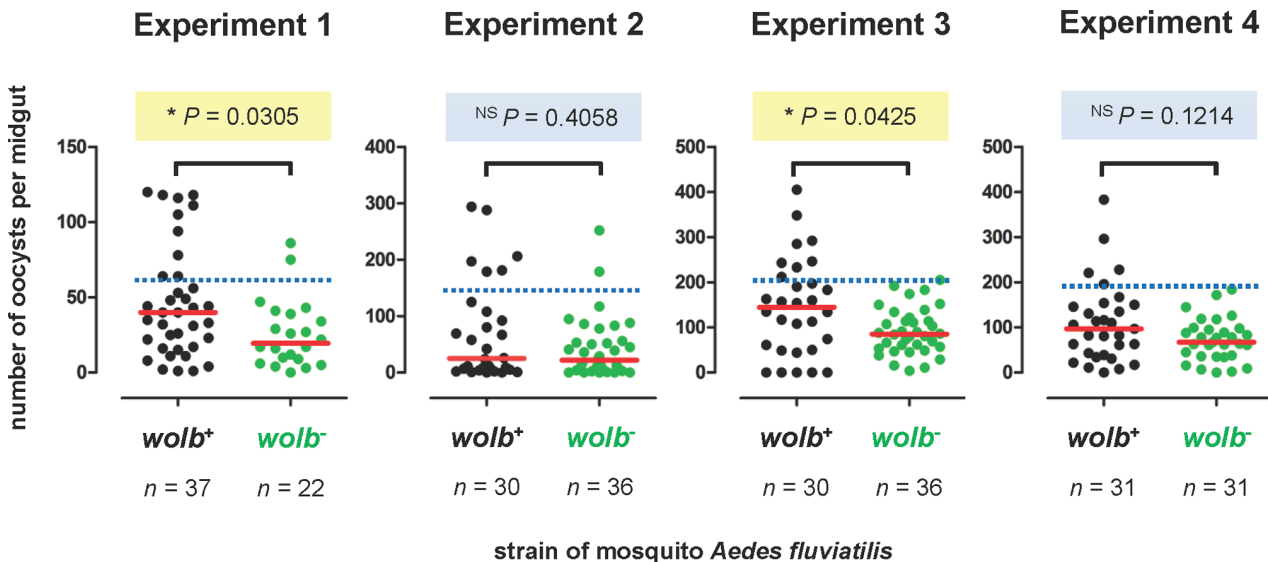 Experiment 1
Experiment 2
Experiment 3
Experiment 4
* P = 0.0305
NS P = 0.4058
* P = 0.0425
NS P = 0.1214
number of oocysts per midgut
150
100
50
0
400
300
200
100
0
500
400
300
200
100
0
500
400
300
200
100
0
wolb+
wolb-
wolb+
wolb-
wolb+
wolb-
wolb+
wolb-
n = 37
n = 22
n = 30
n = 36
n = 30
n = 36
n = 31
n = 31
strain of mosquito Aedes fluviatilis